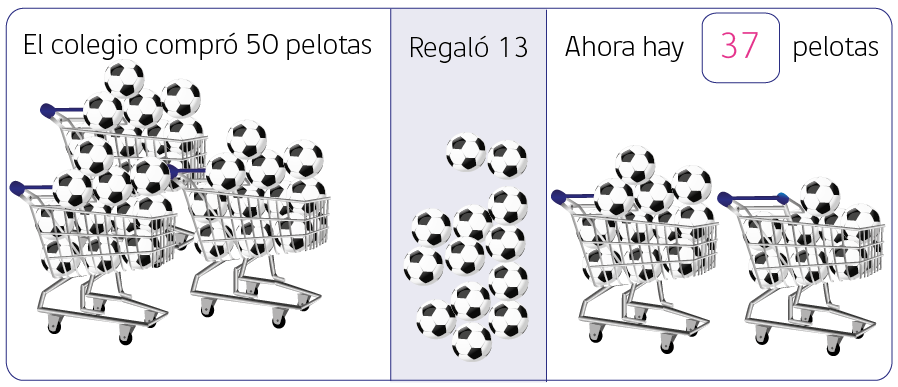 El colegio compró 50 pelotas
Regaló 13
Ahora hay 37 pelotas